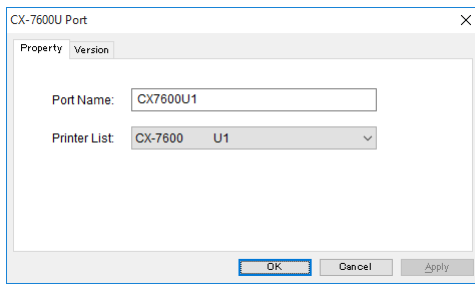 CX-7600U Port
Property Version
Port Name: CX7600U1
Printer List: CX-7600 U1
OK Cancel Apply